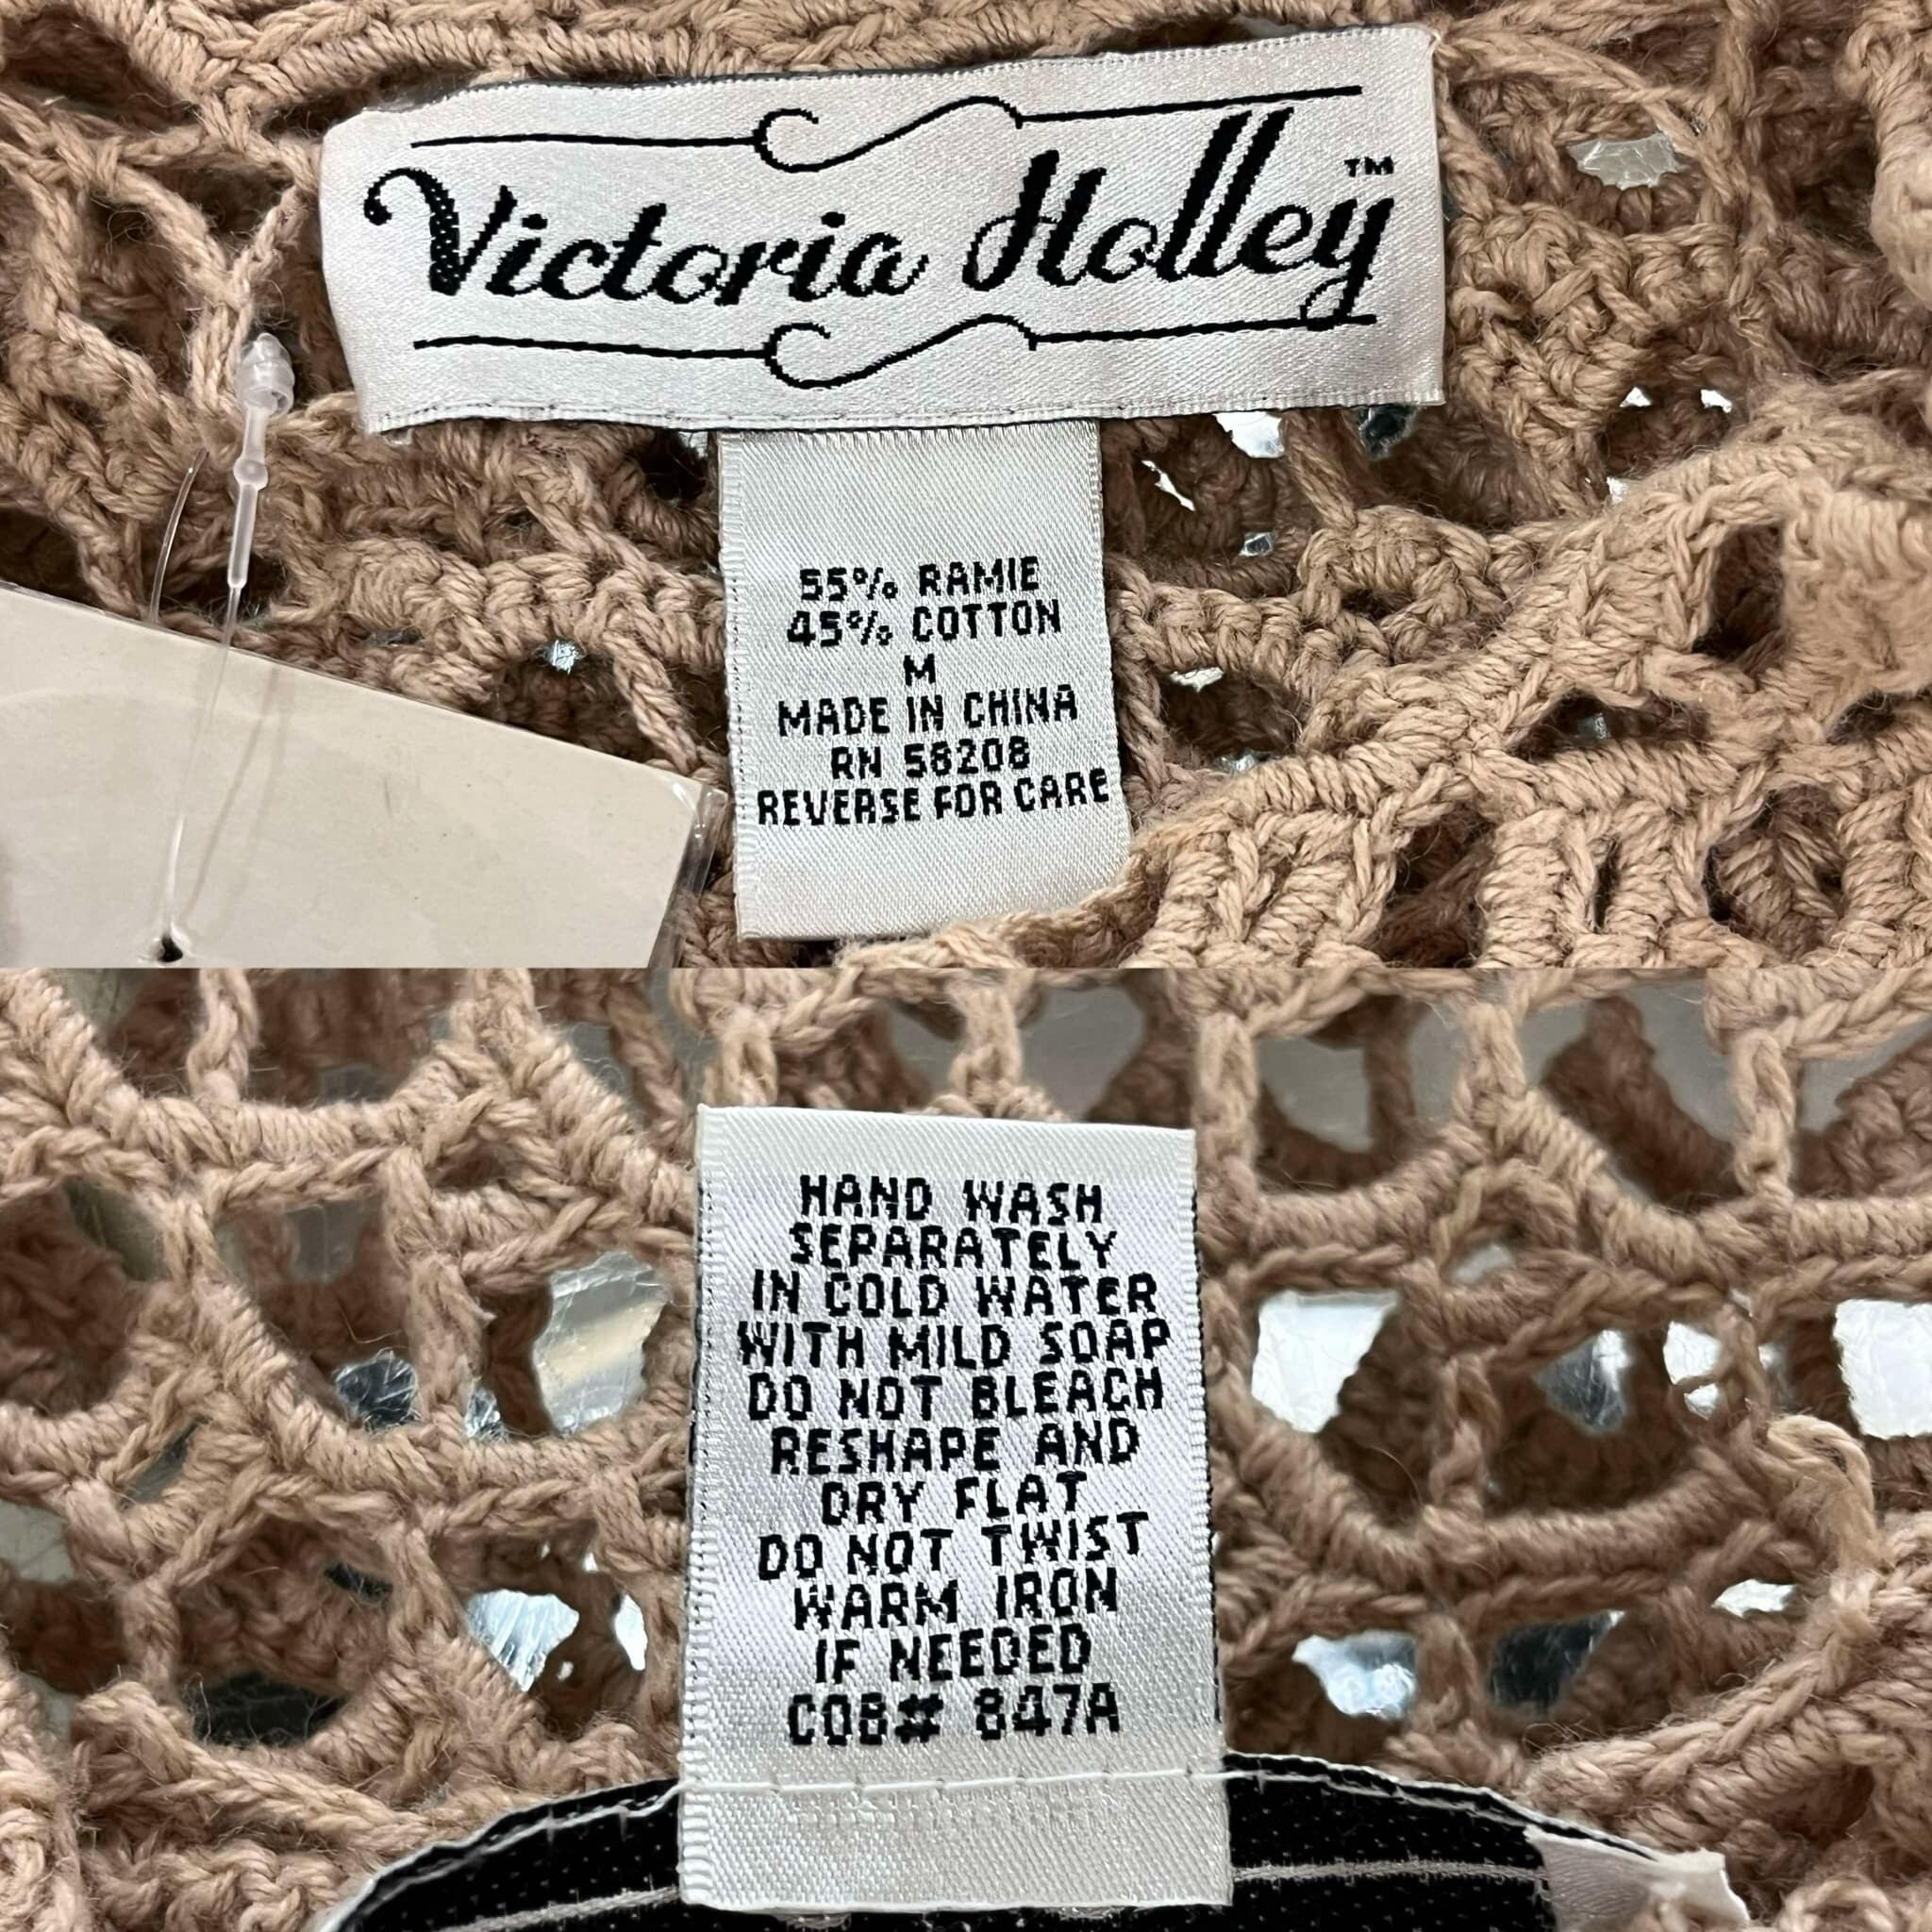 Victoria Holley™
55% RAMIE
45% COTTON
M
MADE IN CHINA
RN 58208
REVERSE FOR CARE
HAND WASH
SEPARATELY
IN COLD WATER
WITH MILD SOAP
DO NOT BLEACH
RESHAPE AND
DRY FLAT
DO NOT TWIST
WARM IRON
IF NEEDED
COB# 847A